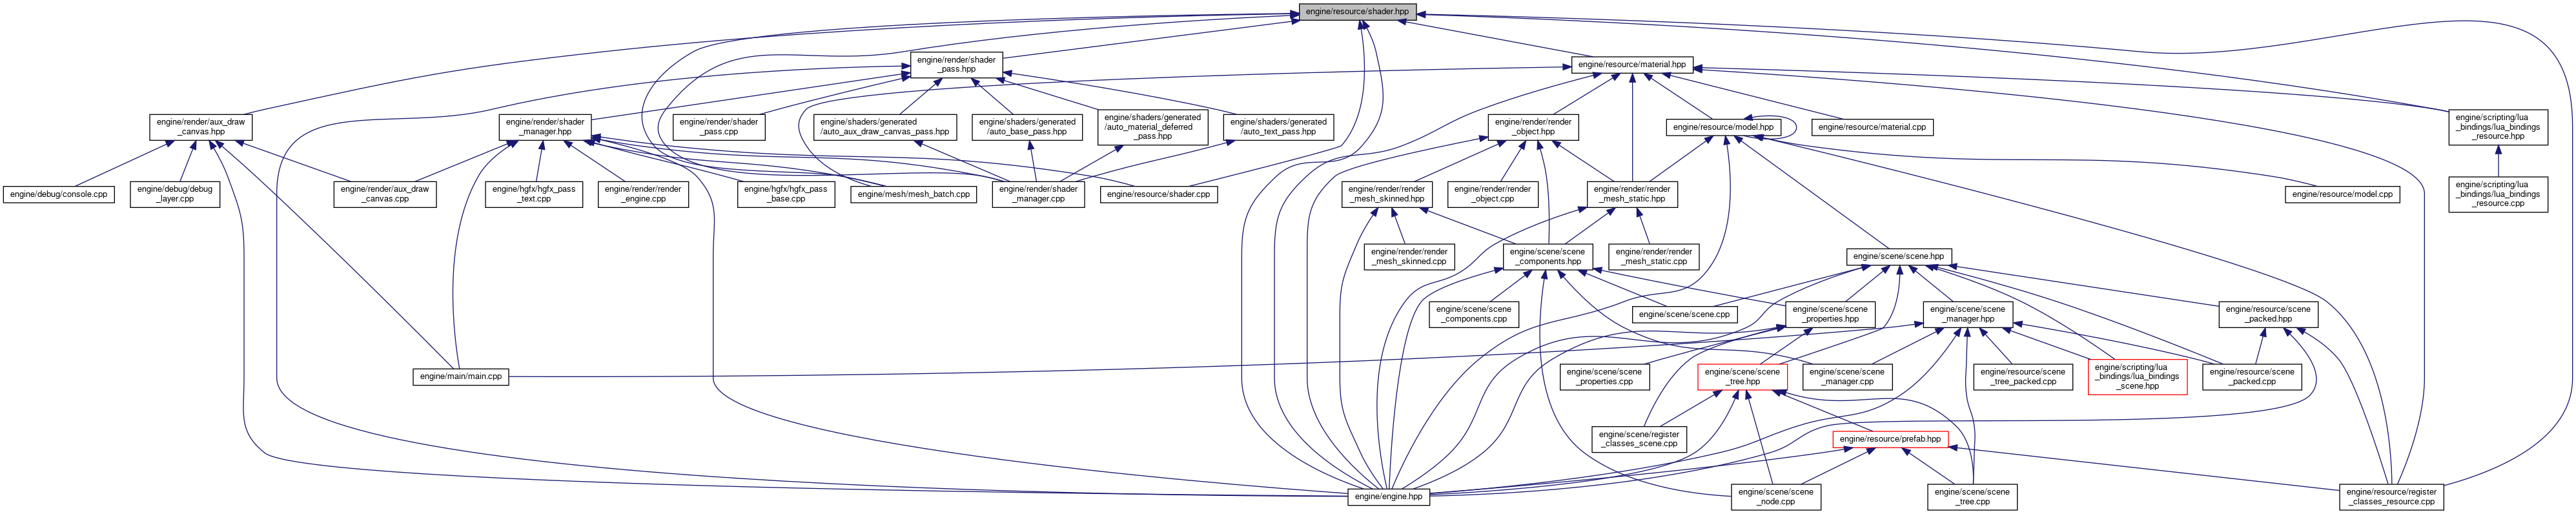 engine/resource/shader.hpp
engine/render/shader
_pass.hpp
engine/resource/material.hpp
engine/render/aux_draw
_canvas.hpp
engine/render/shader
_manager.hpp
engine/render/shader
_pass.cpp
engine/shaders/generated
/auto_aux_draw_canvas_pass.hpp
engine/shaders/generated
/auto_base_pass.hpp
engine/shaders/generated
/auto_material_deferred
_pass.hpp
engine/shaders/generated
/auto_text_pass.hpp
engine/render/render
_object.hpp
engine/resource/model.hpp
engine/resource/material.cpp
engine/scripting/lua
_bindings/lua_bindings
_resource.hpp
engine/debug/console.cpp
engine/debug/debug
_layer.cpp
engine/render/aux_draw
_canvas.cpp
engine/hgfx/hgfx_pass
_text.cpp
engine/render/render
_engine.cpp
engine/hgfx/hgfx_pass
_base.cpp
engine/mesh/mesh_batch.cpp
engine/render/shader
_manager.cpp
engine/resource/shader.cpp
engine/render/render
_mesh_skinned.hpp
engine/render/render
_object.cpp
engine/render/render
_mesh_static.hpp
engine/resource/model.cpp
engine/scripting/lua
_bindings/lua_bindings
_resource.cpp
engine/render/render
_mesh_skinned.cpp
engine/scene/scene
_components.hpp
engine/render/render
_mesh_static.cpp
engine/scene/scene.hpp
engine/scene/scene
_components.cpp
engine/scene/scene.cpp
engine/scene/scene
_properties.hpp
engine/scene/scene
_manager.hpp
engine/resource/scene
_packed.hpp
engine/main/main.cpp
engine/scene/scene
_properties.cpp
engine/scene/scene
_tree.hpp
engine/scene/scene
_manager.cpp
engine/resource/scene
_tree_packed.cpp
engine/scripting/lua
_bindings/lua_bindings
_scene.hpp
engine/resource/scene
_packed.cpp
engine/scene/register
_classes_scene.cpp
engine/resource/prefab.hpp
engine/engine.hpp
engine/scene/scene
_node.cpp
engine/scene/scene
_tree.cpp
engine/resource/register
_classes_resource.cpp